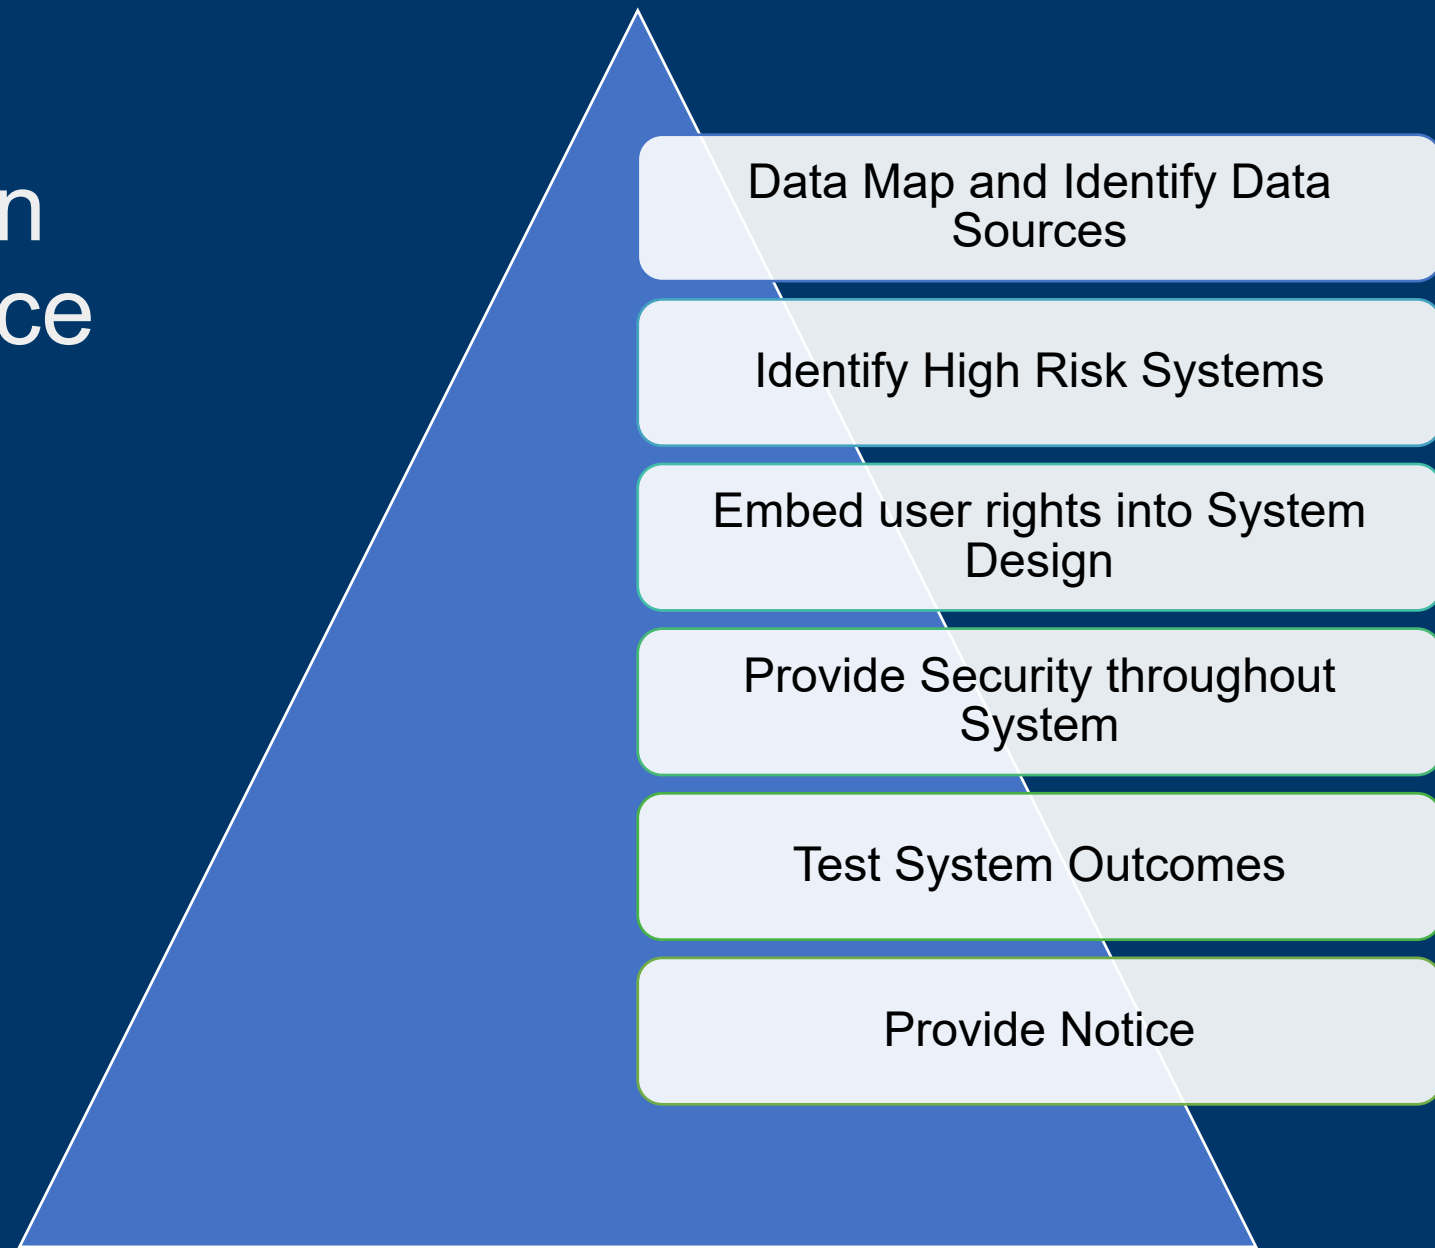 n
ce
Data Map and Identify Data
Sources
Identify High Risk Systems
Embed user rights into System
Design
Provide Security throughout
System
Test System Outcomes
Provide Notice